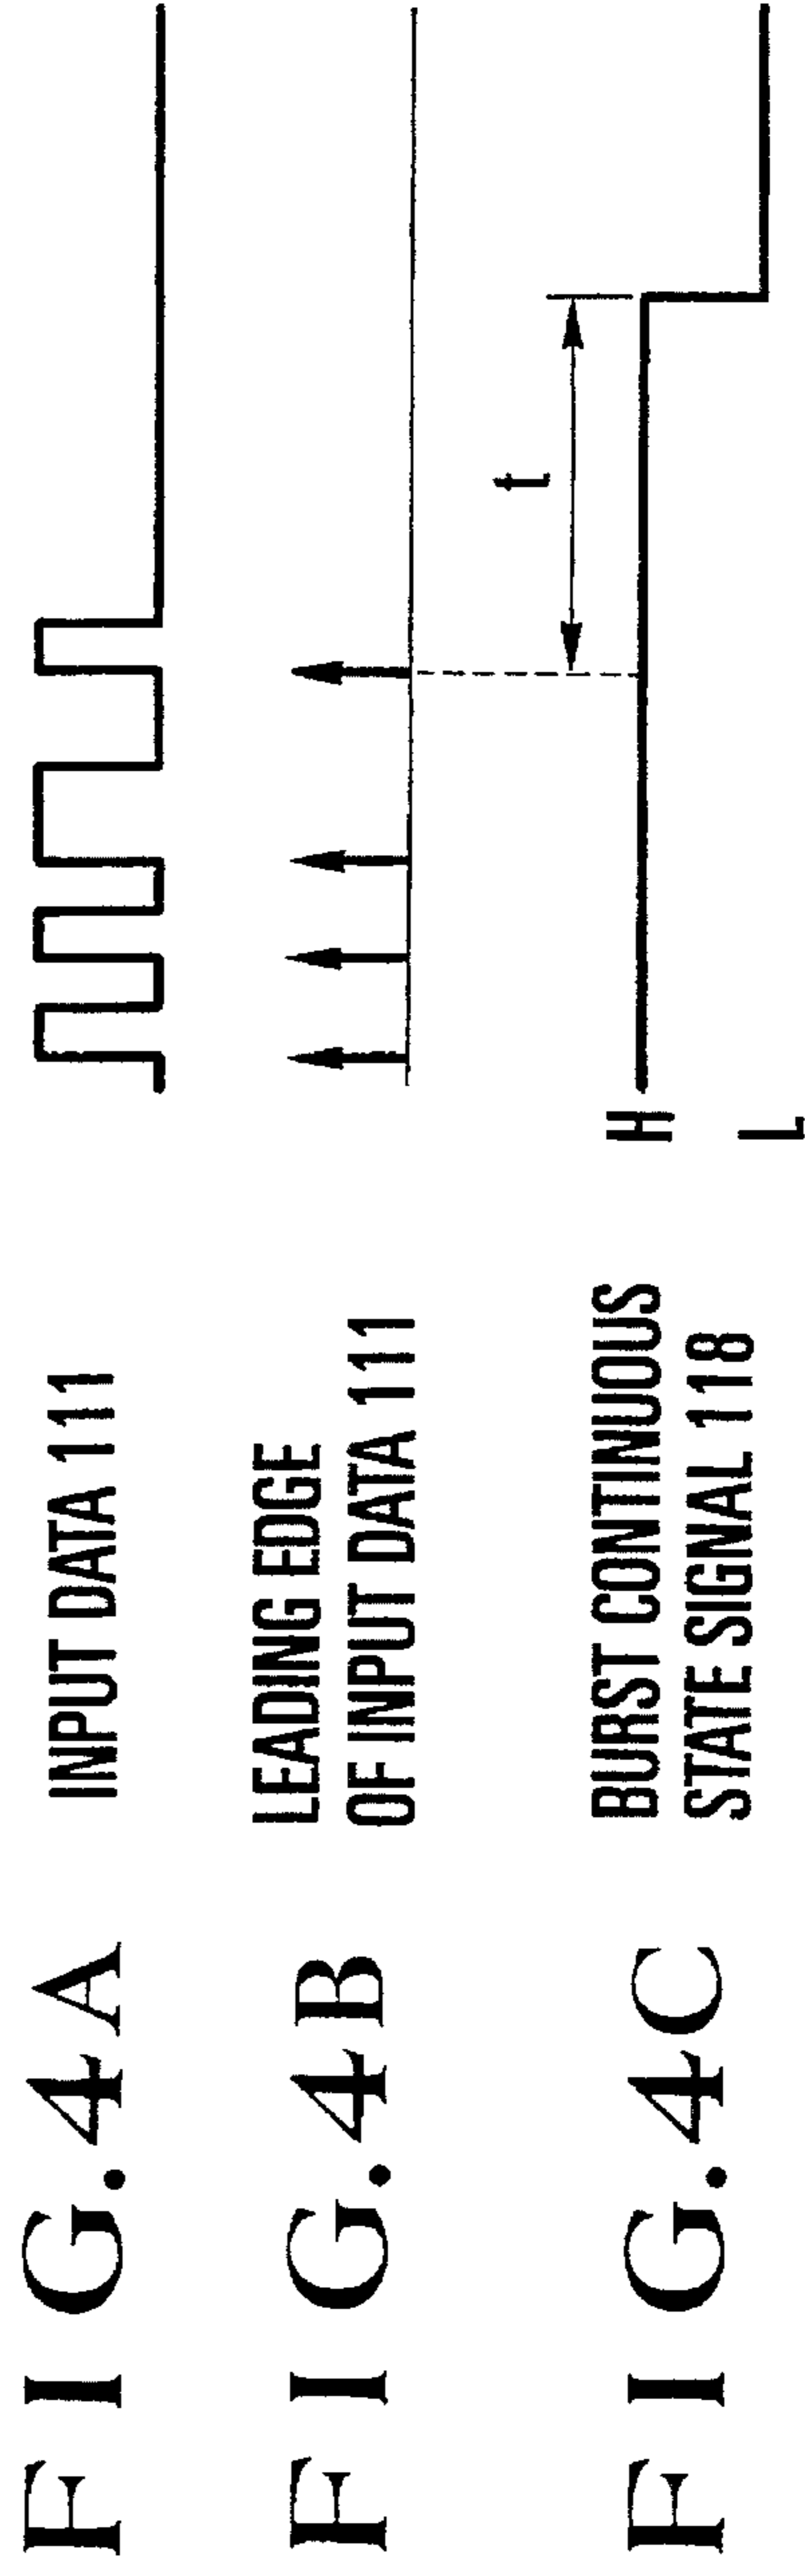 FIG.4A
INPUT DATA 111
FIG.4B
LEADING EDGE
OF INPUT DATA 111
FIG.4C
BURST CONTINUOUS
STATE SIGNAL 118
H
L
t